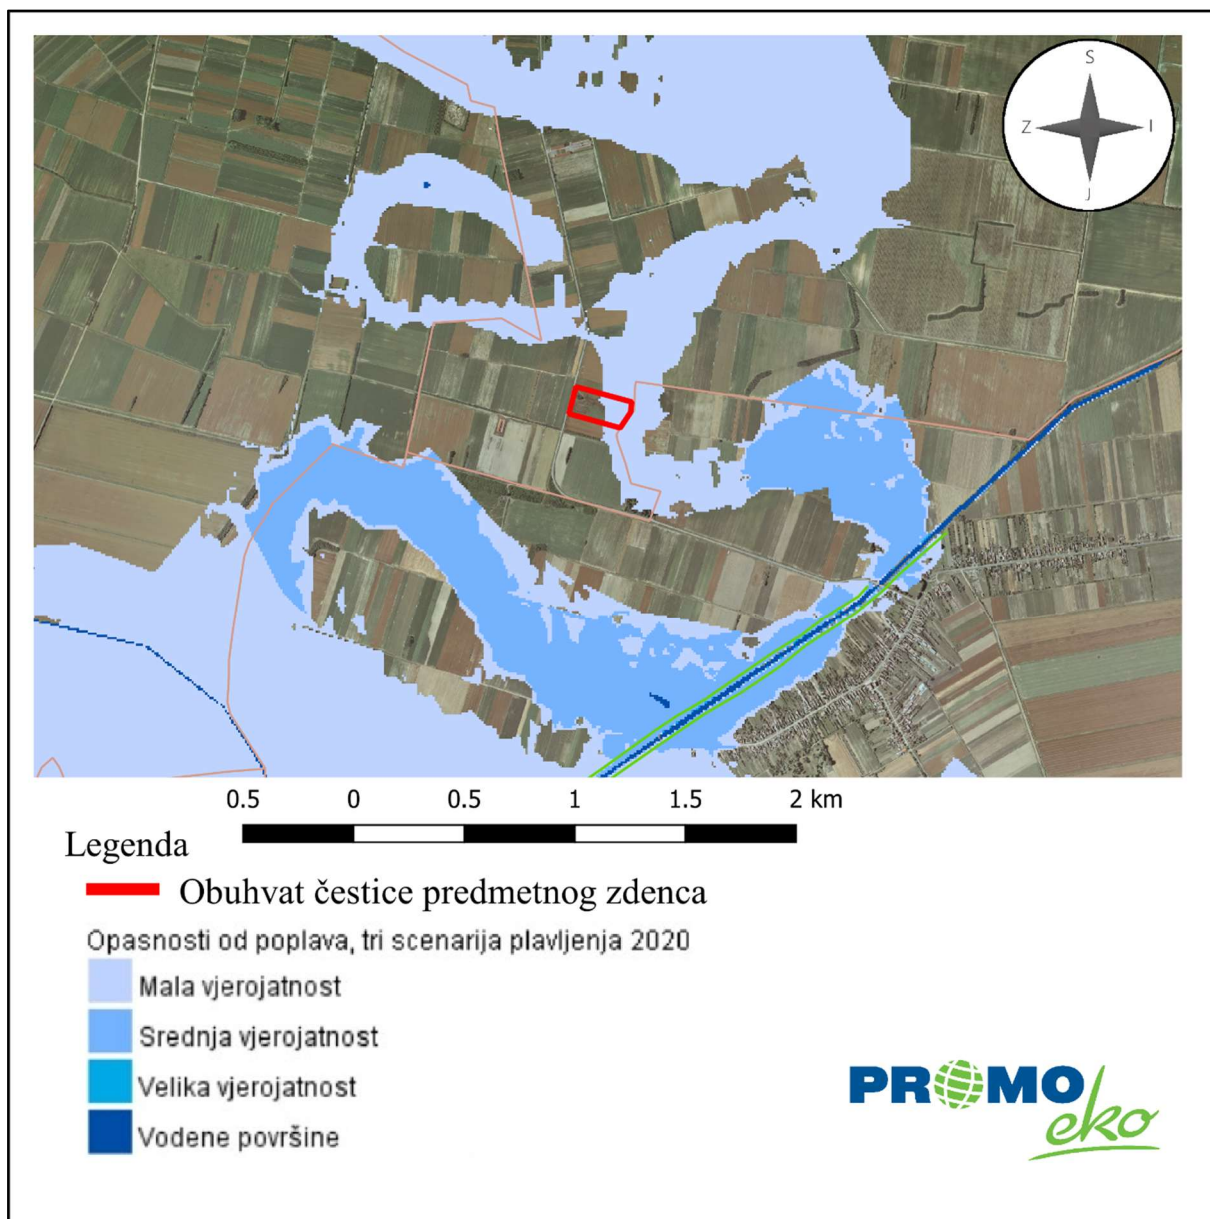 S
Z I
J
0.5 0 0.5 1 1.5 2 km
Legenda
Obuhvat čestice predmetnog zdenca
Opasnosti od poplava, tri scenarija plavljenja 2020
Mala vjerojatnost
Srednja vjerojatnost
Velika vjerojatnost
Vodene površine
PROMO
eko